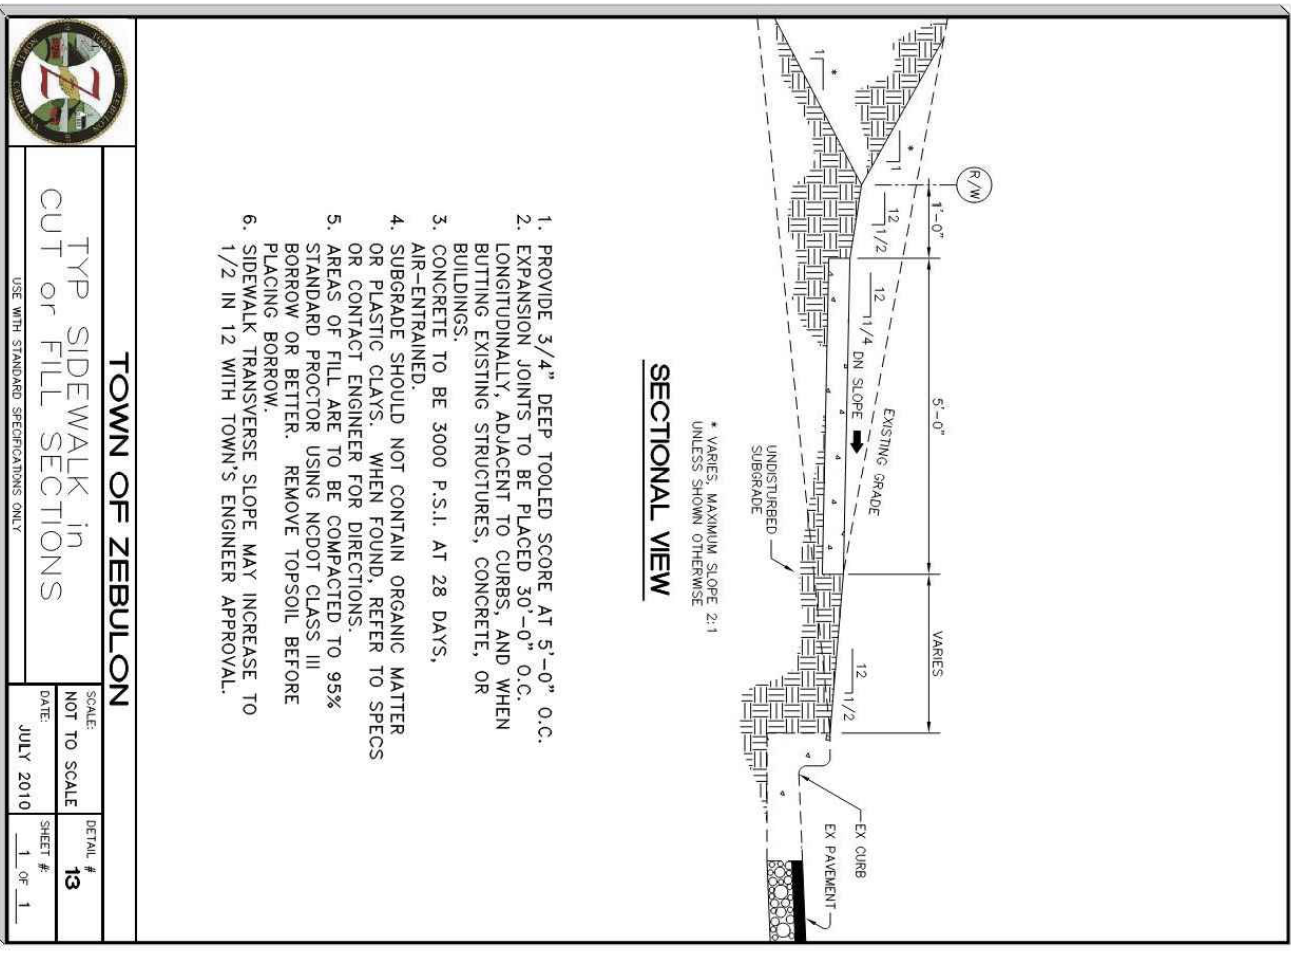 R/W
1'-0"
5'-0"
VARIES
12
1/2
12
1/4 DN SLOPE
12
1/2
*
1
*
1
EXISTING GRADE
EX CURB
EX PAVEMENT
UNDISTURBED
SUBGRADE
* VARIES, MAXIMUM SLOPE 2:1
UNLESS SHOWN OTHERWISE
SECTIONAL VIEW
1. PROVIDE 3/4" DEEP TOOLED SCORE AT 5'-0" O.C.
2. EXPANSION JOINTS TO BE PLACED 30'-0" O.C.
LONGITUDINALLY, ADJACENT TO CURBS, AND WHEN
BUTTING EXISTING STRUCTURES, CONCRETE, OR
BUILDINGS.
3. CONCRETE TO BE 3000 P.S.I. AT 28 DAYS,
AIR-ENTRAINED.
4. SUBGRADE SHOULD NOT CONTAIN ORGANIC MATTER
OR PLASTIC CLAYS. WHEN FOUND, REFER TO SPECS
OR CONTACT ENGINEER FOR DIRECTIONS.
5. AREAS OF FILL ARE TO BE COMPACTED TO 95%
STANDARD PROCTOR USING NCDOT CLASS III
BORROW OR BETTER. REMOVE TOPSOIL BEFORE
PLACING BORROW.
6. SIDEWALK TRANSVERSE SLOPE MAY INCREASE TO
1/2 IN 12 WITH TOWN'S ENGINEER APPROVAL.
TOWN OF ZEBULON
TYP SIDEWALK in
CUT or FILL SECTIONS
USE WITH STANDARD SPECIFICATIONS ONLY
SCALE:
NOT TO SCALE
DETAIL #
13
DATE:
JULY 2010
SHEET #:
1 OF 1
TOWN OF ZEBULON
NORTH CAROLINA
Z